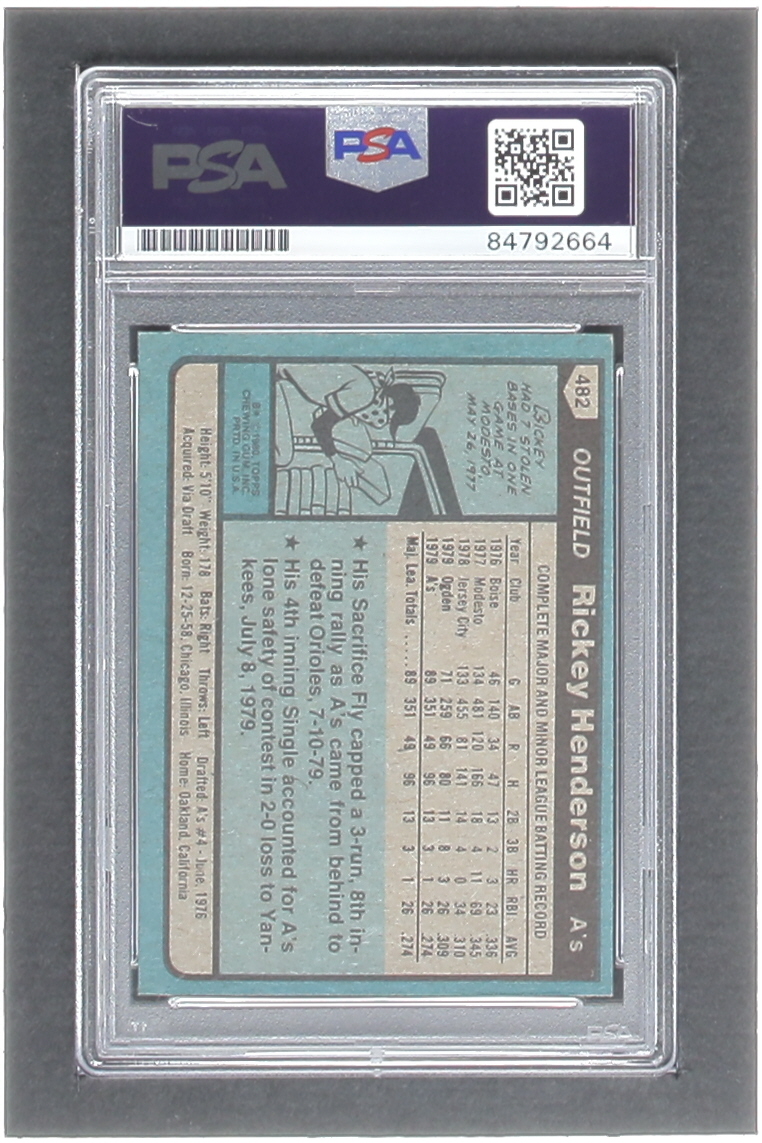 PSA
PSA
84792664
482 OUTFIELD Rickey Henderson A's
RICKEY
HAD 7 STOLEN
BASES IN ONE
GAME AT
MODESTO,
MAY 26, 1977
COMPLETE MAJOR AND MINOR LEAGUE BATTING RECORD
Year Club G AB R H 2B 3B HR RBI AVG.
1976 Boise 46 140 34 47 13 2 3 23 .336
1977 Modesto 134 481 120 166 18 4 11 69 .345
1978 Jersey City 133 455 81 141 14 4 0 34 .310
1979 Ogden 71 259 66 80 11 8 3 26 .309
1979 A's 89 351 49 96 13 3 1 26 .274
Maj. Lea. Totals ..... 89 351 49 96 13 3 1 26 .274
★ His Sacrifice Fly capped a 3-run, 8th in-
ning rally as A's came from behind to
defeat Orioles, 7-10-79.
★ His 4th inning Single accounted for A's
lone safety of contest in 2-0 loss to Yan-
kees, July 8, 1979.
©1980, TOPPS
CHEWING GUM, INC.
PRTD. IN U.S.A.
Height: 5'10" Weight: 178 Bats: Right Throws: Left Drafted: A's #4 - June, 1976
Acquired: Via Draft Born: 12-25-58, Chicago, Illinois Home: Oakland, California
PSA